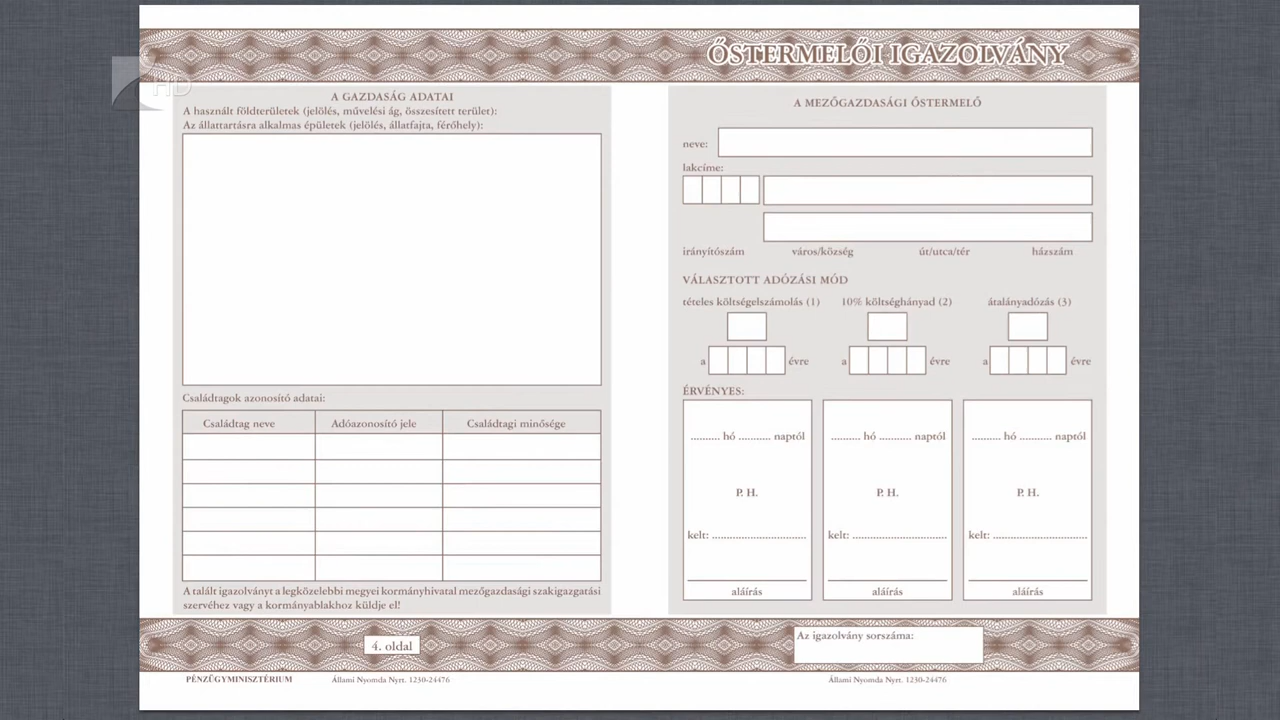 ŐSTERMELŐI IGAZOLVÁNY
HD
A GAZDASÁG ADATAI
A használt földterületek (jelölés, művelési ág, összesített terület):
Az állattartásra alkalmas épületek (jelölés, állatfajta, férőhely):
Családtagok azonosító adatai:
Családtag neve Adóazonosító jele Családtagi minősége
A talált igazolványt a legközelebbi megyei kormányhivatal mezőgazdasági szakigazgatási
szervéhez vagy a kormányablakhoz küldje el!
4. oldal
PÉNZÜGYMINISZTÉRIUM Állami Nyomda Nyrt. 1230-24476
A MEZŐGAZDASÁGI ŐSTERMELŐ
neve:
lakcíme:
irányítószám város/község út/utca/tér házszám
VÁLASZTOTT ADÓZÁSI MÓD
tételes költségelszámolás (1) 10% költséghányad (2) átalányadózás (3)
a évre a évre a évre
ÉRVÉNYES:
.......... hó ........... naptól .......... hó ........... naptól .......... hó ........... naptól
P. H. P. H. P. H.
kelt: ................................ kelt: ................................ kelt: ................................
aláírás aláírás aláírás
Az igazolvány sorszáma:
Állami Nyomda Nyrt. 1230-24476